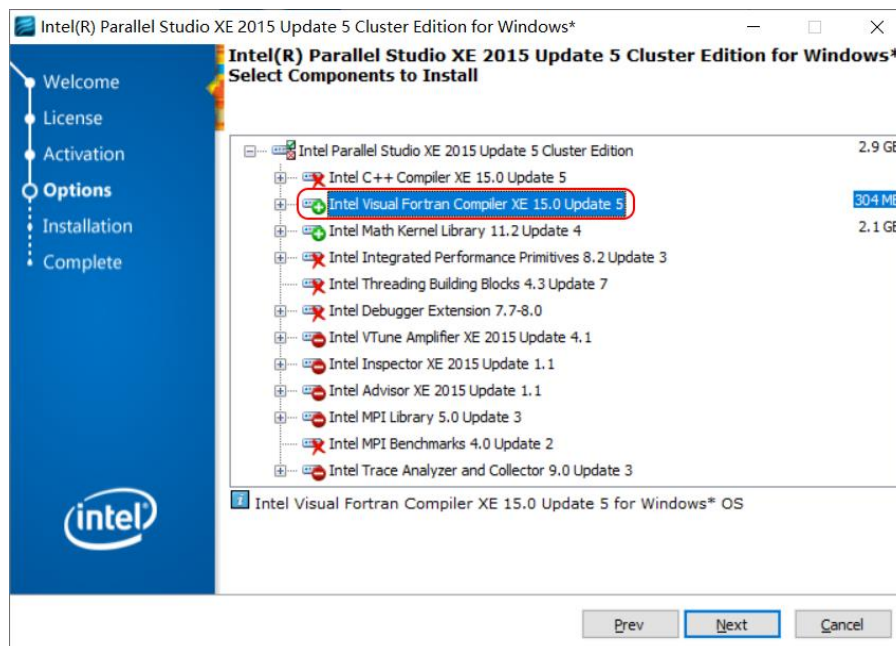 Intel(R) Parallel Studio XE 2015 Update 5 Cluster Edition for Windows*
Intel(R) Parallel Studio XE 2015 Update 5 Cluster Edition for Windows*
Select Components to Install
Welcome
License
Activation
Options
Installation
Complete
Intel Parallel Studio XE 2015 Update 5 Cluster Edition 2.9 GB
Intel C++ Compiler XE 15.0 Update 5
Intel Visual Fortran Compiler XE 15.0 Update 5 304 MB
Intel Math Kernel Library 11.2 Update 4 2.1 GB
Intel Integrated Performance Primitives 8.2 Update 3
Intel Threading Building Blocks 4.3 Update 7
Intel Debugger Extension 7.7-8.0
Intel VTune Amplifier XE 2015 Update 4.1
Intel Inspector XE 2015 Update 1.1
Intel Advisor XE 2015 Update 1.1
Intel MPI Library 5.0 Update 3
Intel MPI Benchmarks 4.0 Update 2
Intel Trace Analyzer and Collector 9.0 Update 3
i Intel Visual Fortran Compiler XE 15.0 Update 5 for Windows* OS
intel
Prev Next Cancel